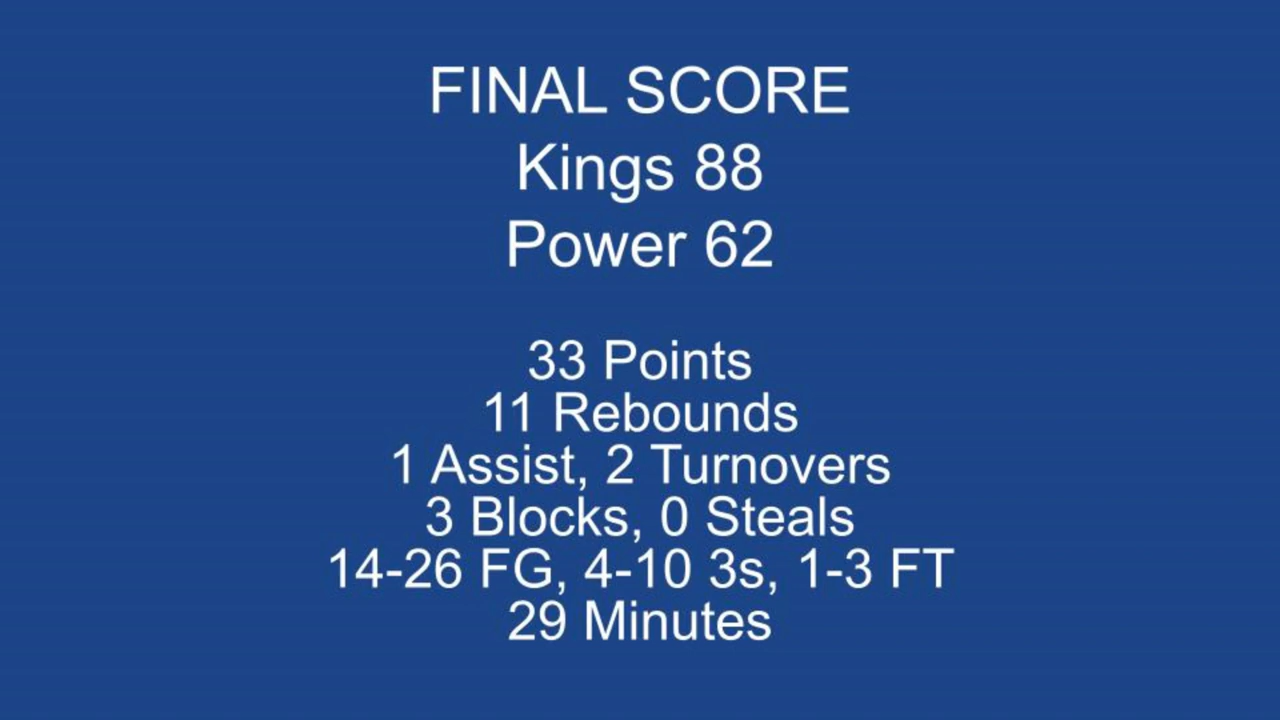 FINAL SCORE
Kings 88
Power 62
33 Points
11 Rebounds
1 Assist, 2 Turnovers
3 Blocks, 0 Steals
14-26 FG, 4-10 3s, 1-3 FT
29 Minutes